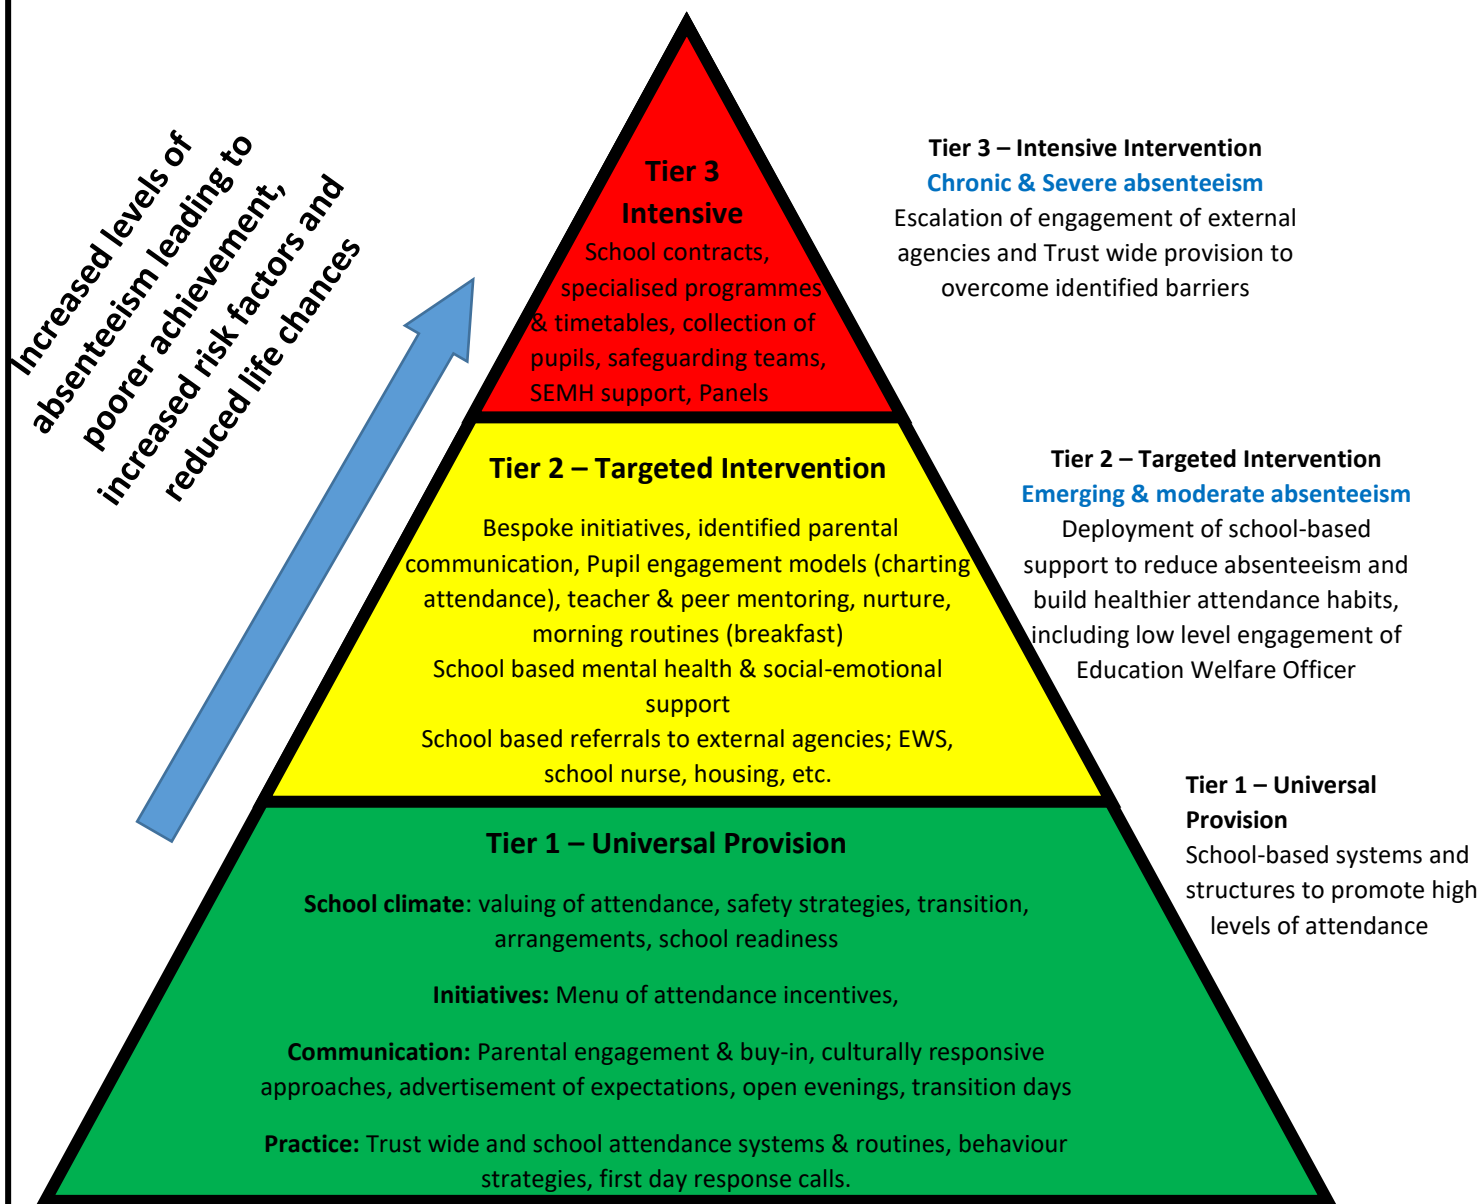 Increased levels of
absenteeism leading to
poorer achievement,
increased risk factors and
reduced life chances
Tier 3
Intensive
School contracts,
specialised programmes
& timetables, collection of
pupils, safeguarding teams,
SEMH support, Panels
Tier 3 – Intensive Intervention
Chronic & Severe absenteeism
Escalation of engagement of external
agencies and Trust wide provision to
overcome identified barriers
Tier 2 – Targeted Intervention
Bespoke initiatives, identified parental
communication, Pupil engagement models (charting
attendance), teacher & peer mentoring, nurture,
morning routines (breakfast)
School based mental health & social-emotional
support
School based referrals to external agencies; EWS,
school nurse, housing, etc.
Tier 2 – Targeted Intervention
Emerging & moderate absenteeism
Deployment of school-based
support to reduce absenteeism and
build healthier attendance habits,
including low level engagement of
Education Welfare Officer
Tier 1 – Universal Provision
School climate: valuing of attendance, safety strategies, transition,
arrangements, school readiness
Initiatives: Menu of attendance incentives,
Communication: Parental engagement & buy-in, culturally responsive
approaches, advertisement of expectations, open evenings, transition days
Practice: Trust wide and school attendance systems & routines, behaviour
strategies, first day response calls.
Tier 1 – Universal
Provision
School-based systems and
structures to promote high
levels of attendance